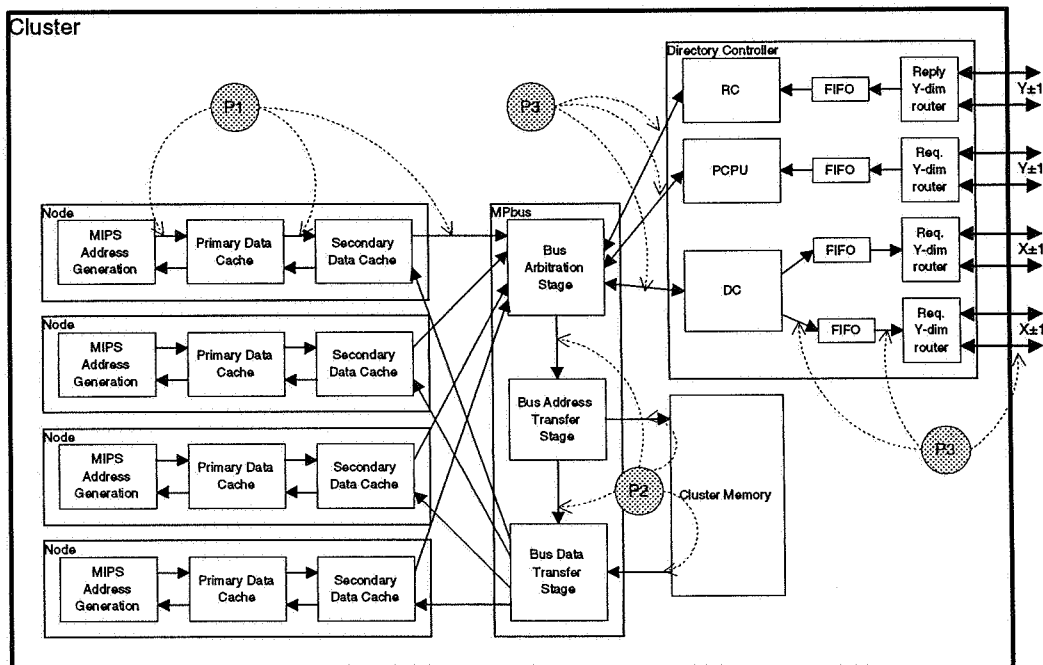 Cluster
Directory Controller
RC
FIFO
Reply
Y-dim
router
Y±1
P1
P3
PCPU
FIFO
Req.
Y-dim
router
Y±1
Node
MIPS
Address
Generation
Primary Data
Cache
Secondary
Data Cache
MPbus
Bus
Arbitration
Stage
DC
FIFO
Req.
Y-dim
router
X±1
FIFO
Req.
Y-dim
router
X±1
Node
MIPS
Address
Generation
Primary Data
Cache
Secondary
Data Cache
Bus Address
Transfer
Stage
Node
MIPS
Address
Generation
Primary Data
Cache
Secondary
Data Cache
P2
Cluster Memory
P3
Node
MIPS
Address
Generation
Primary Data
Cache
Secondary
Data Cache
Bus Data
Transfer
Stage